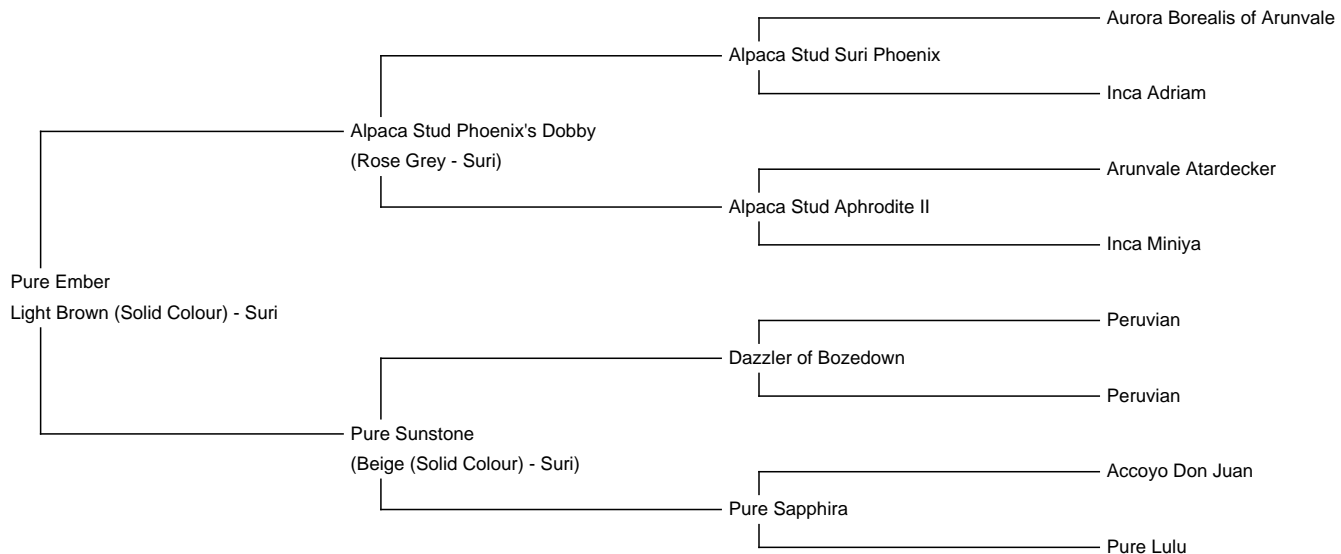 Aurora Borealis of Arunvale
Alpaca Stud Suri Phoenix
Inca Adriam
Alpaca Stud Phoenix's Dobby
(Rose Grey - Suri)
Arunvale Atardecker
Alpaca Stud Aphrodite II
Inca Miniya
Pure Ember
Light Brown (Solid Colour) - Suri
Peruvian
Dazzler of Bozedown
Peruvian
Pure Sunstone
(Beige (Solid Colour) - Suri)
Accoyo Don Juan
Pure Sapphira
Pure Lulu